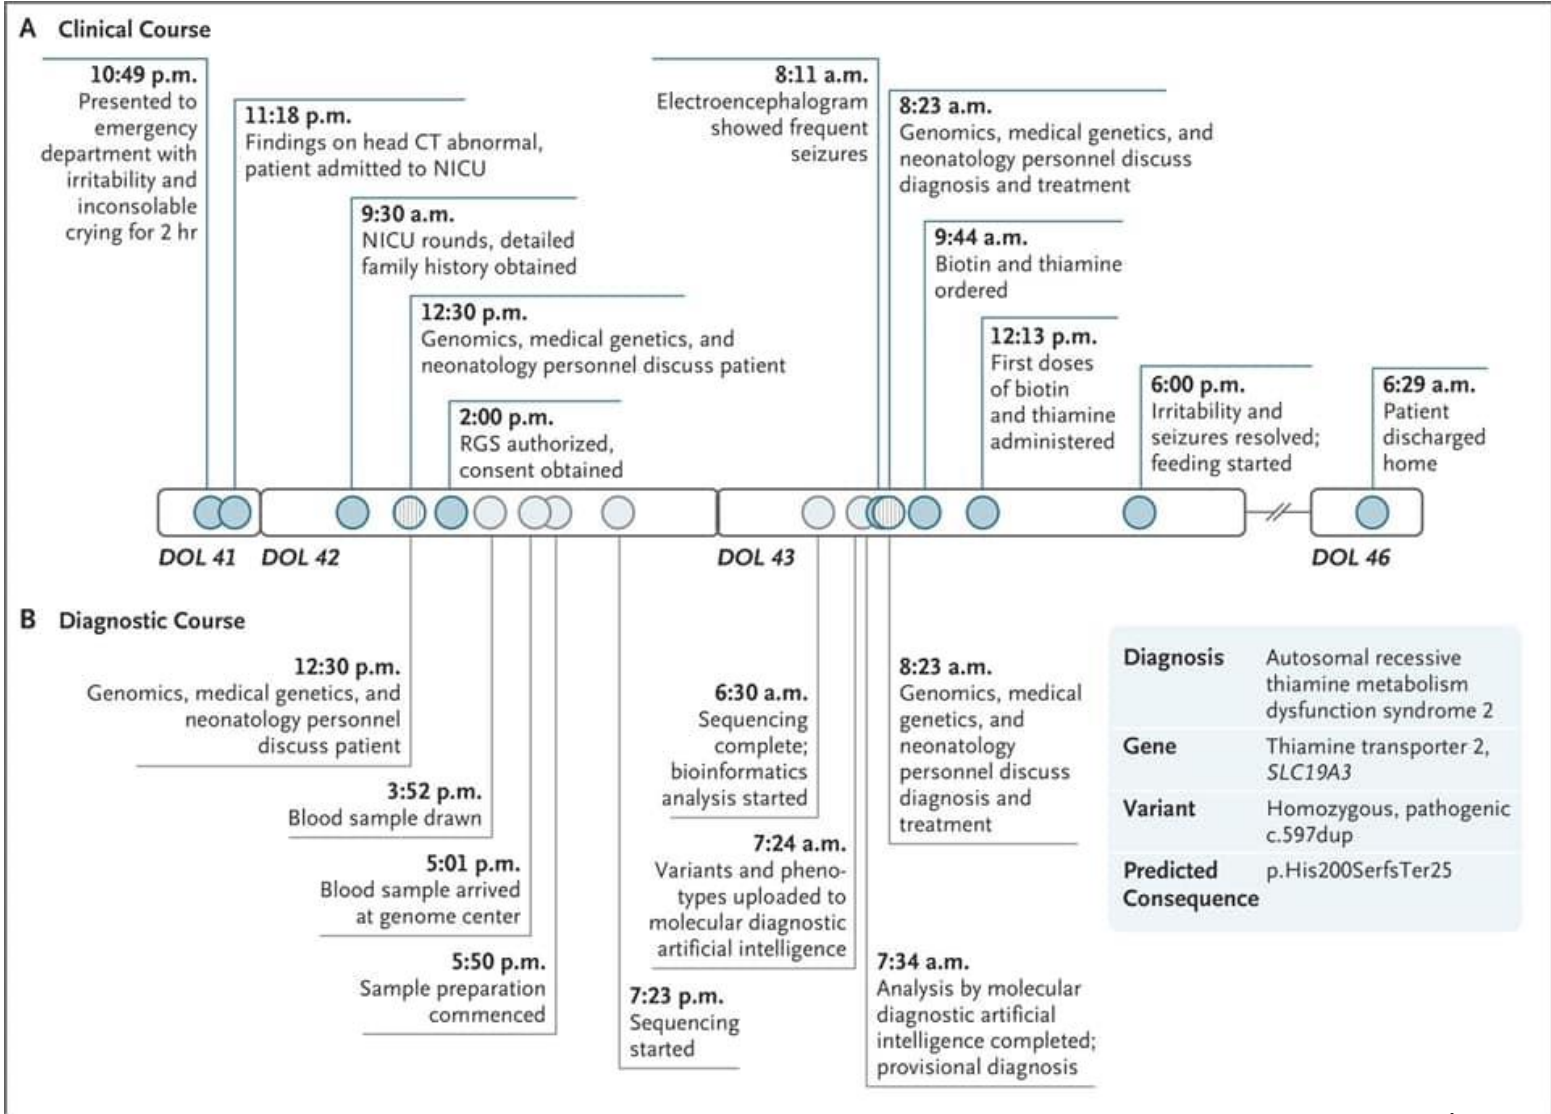 A Clinical Course
10:49 p.m.
Presented to
emergency
department with
irritability and
inconsolable
crying for 2 hr
11:18 p.m.
Findings on head CT abnormal,
patient admitted to NICU
9:30 a.m.
NICU rounds, detailed
family history obtained
12:30 p.m.
Genomics, medical genetics, and
neonatology personnel discuss patient
2:00 p.m.
RGS authorized,
consent obtained
8:11 a.m.
Electroencephalogram
showed frequent
seizures
8:23 a.m.
Genomics, medical genetics, and
neonatology personnel discuss
diagnosis and treatment
9:44 a.m.
Biotin and thiamine
ordered
12:13 p.m.
First doses
of biotin
and thiamine
administered
6:00 p.m.
Irritability and
seizures resolved;
feeding started
6:29 a.m.
Patient
discharged
home
DOL 41
DOL 42
DOL 43
DOL 46
B Diagnostic Course
12:30 p.m.
Genomics, medical genetics, and
neonatology personnel
discuss patient
3:52 p.m.
Blood sample drawn
5:01 p.m.
Blood sample arrived
at genome center
5:50 p.m.
Sample preparation
commenced
7:23 p.m.
Sequencing
started
6:30 a.m.
Sequencing
complete;
bioinformatics
analysis started
7:24 a.m.
Variants and pheno-
types uploaded to
molecular diagnostic
artificial intelligence
7:34 a.m.
Analysis by molecular
diagnostic artificial
intelligence completed;
provisional diagnosis
8:23 a.m.
Genomics, medical
genetics, and
neonatology
personnel discuss
diagnosis and
treatment
Diagnosis Autosomal recessive
thiamine metabolism
dysfunction syndrome 2
Gene Thiamine transporter 2,
SLC19A3
Variant Homozygous, pathogenic
c.597dup
Predicted p.His200SerfsTer25
Consequence